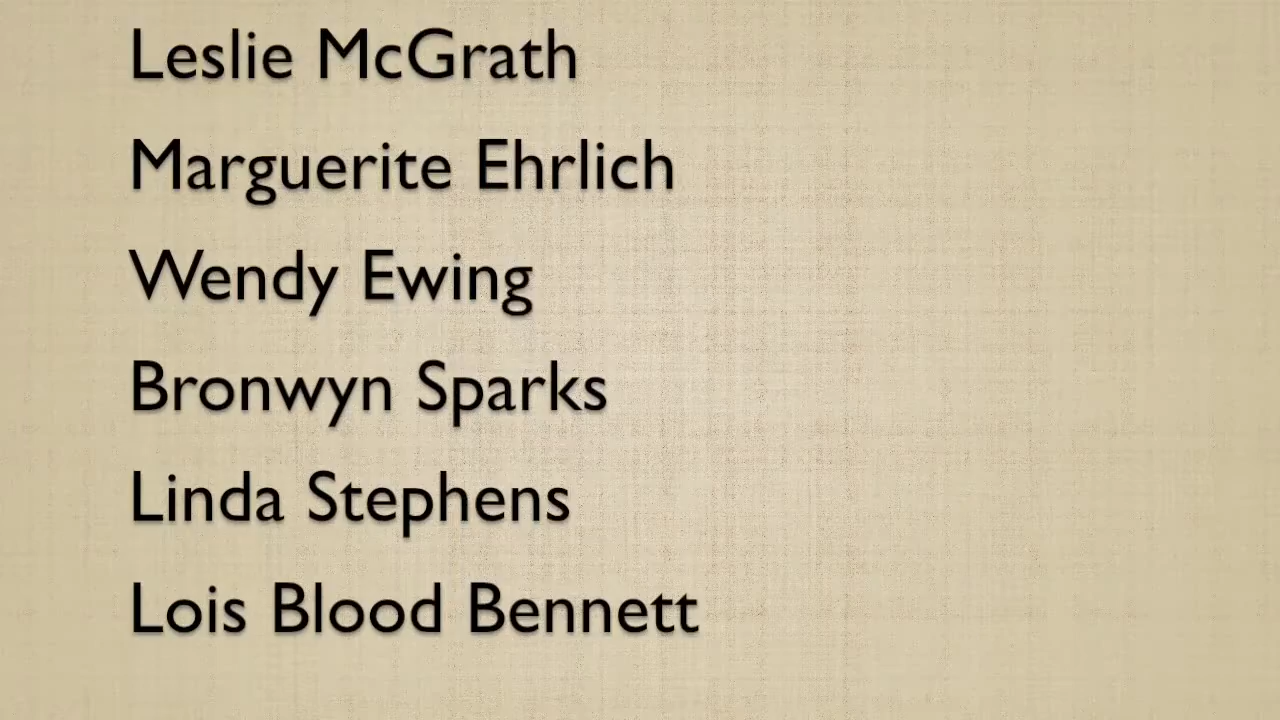 Leslie McGrath
Marguerite Ehrlich
Wendy Ewing
Bronwyn Sparks
Linda Stephens
Lois Blood Bennett